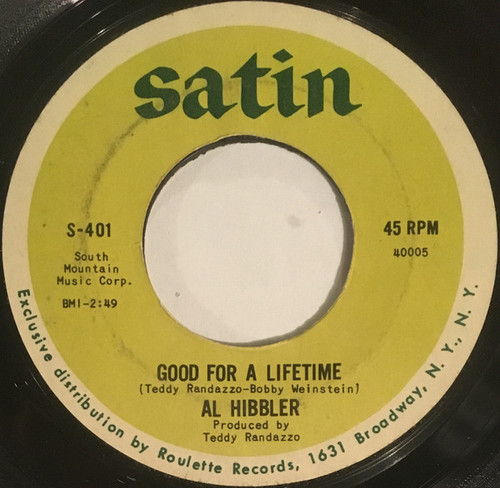 satin
S-401
45 RPM
South
Mountain
Music Corp.
40005
BMI-2:49
GOOD FOR A LIFETIME
(Teddy Randazzo-Bobby Weinstein)
AL HIBBLER
Produced by
Teddy Randazzo
Exclusive distribution by Roulette Records, 1631 Broadway, N. Y., N. Y.